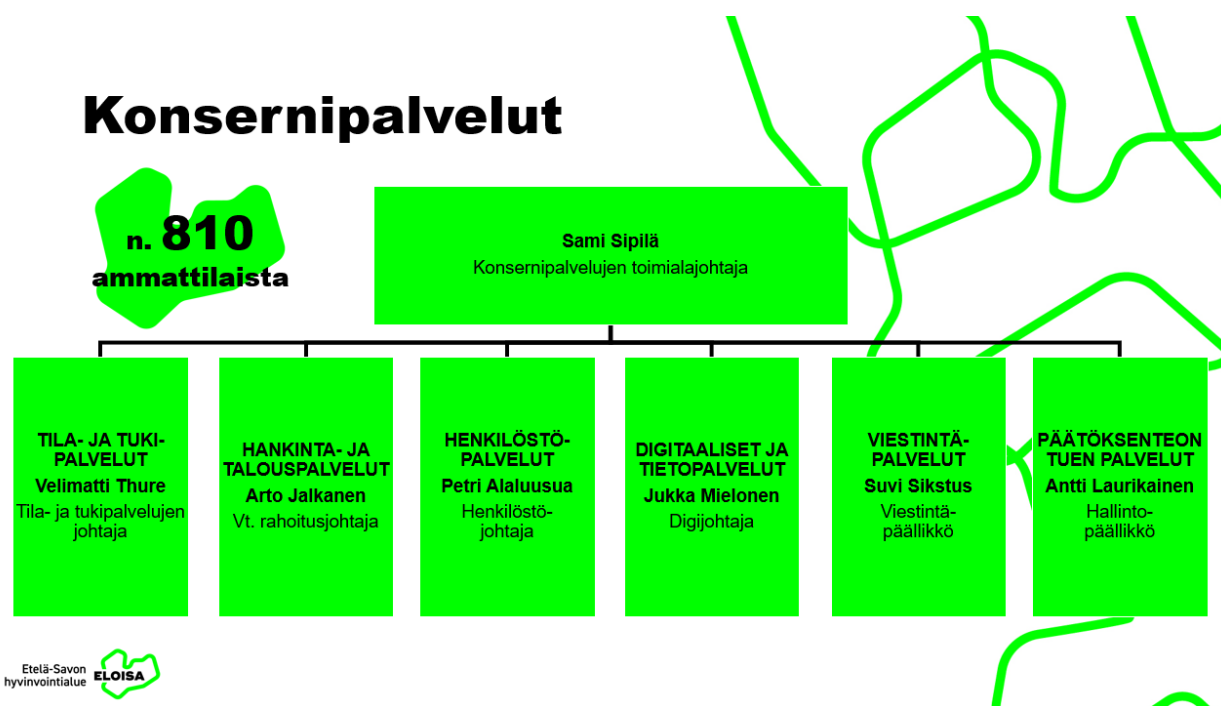 Konsernipalvelut
n. 810
ammattilaista
Sami Sipilä
Konsernipalvelujen toimialajohtaja
TILA- JA TUKI-
PALVELUT
Velimatti Thure
Tila- ja tukipalvelujen
johtaja
HANKINTA- JA
TALOUSPALVELUT
Arto Jalkanen
Vt. rahoitusjohtaja
HENKILÖSTÖ-
PALVELUT
Petri Alaluusua
Henkilöstö-
johtaja
DIGITAALISET JA
TIETOPALVELUT
Jukka Mielonen
Digijohtaja
VIESTINTÄ-
PALVELUT
Suvi Sikstus
Viestintä-
päällikkö
PÄÄTÖKSENTEON
TUEN PALVELUT
Antti Laurikainen
Hallinto-
päällikkö
Etelä-Savon
hyvinvointialue
ELOISA